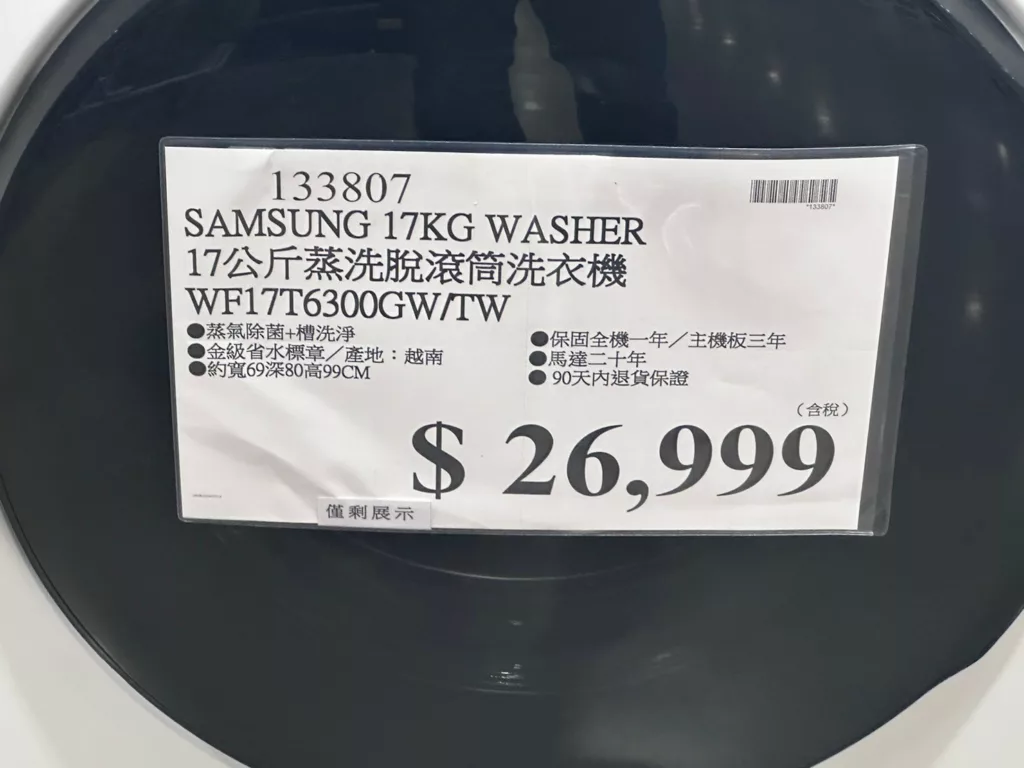 133807
*133807*
SAMSUNG 17KG WASHER
17公斤蒸洗脫滾筒洗衣機
WF17T6300GW/TW
●蒸氣除菌+槽洗淨
●金級省水標章／產地：越南
●約寬69深80高99CM
●保固全機一年／主機板三年
●馬達二十年
● 90天內退貨保證
（含稅）
$ 26,999
僅剩展示